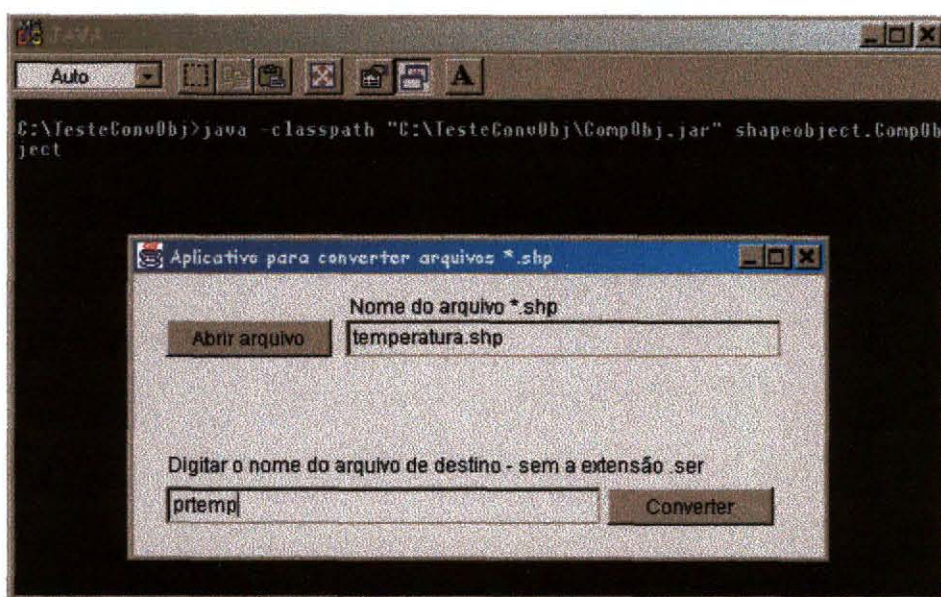 JAVA
Auto
A
C:\TesteConvObj>java -classpath "C:\TesteConvObj\CompObj.jar" shapeobject.CompOb
ject
Aplicativo para converter arquivos *.shp
Nome do arquivo *.shp
Abrir arquivo
temperatura.shp
Digitar o nome do arquivo de destino - sem a extensão .ser
prtemp
Converter